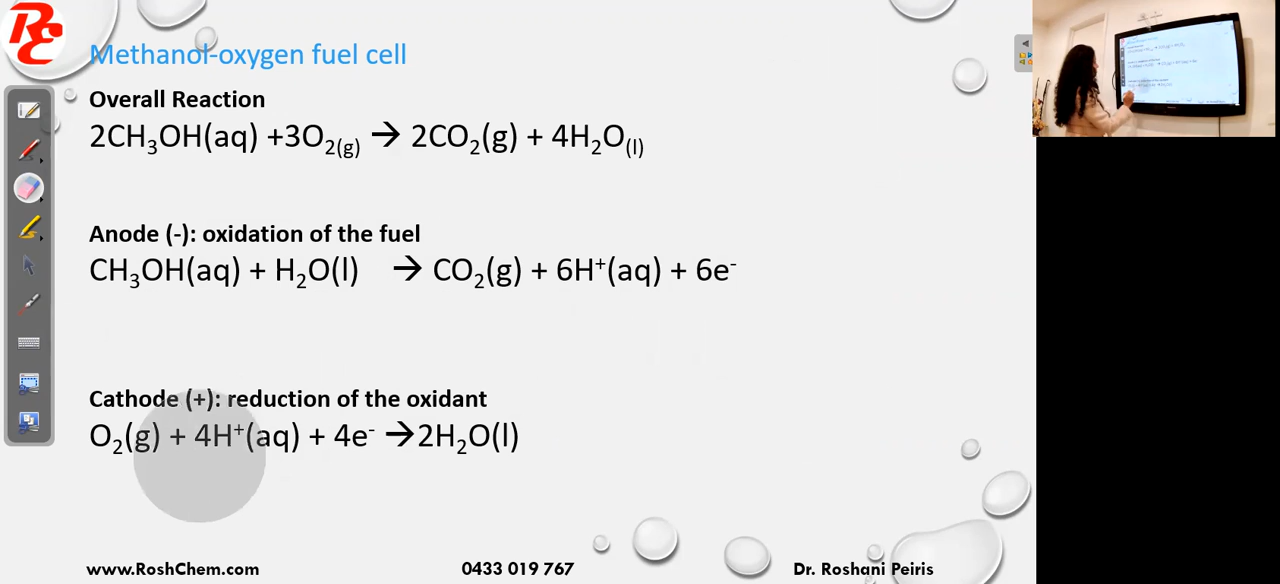 RC
Methanol-oxygen fuel cell
Overall Reaction
2CH₃OH(aq) +3O₂₍g₎ → 2CO₂(g) + 4H₂O₍l₎
Anode (-): oxidation of the fuel
CH₃OH(aq) + H₂O(l) → CO₂(g) + 6H⁺(aq) + 6e⁻
Cathode (+): reduction of the oxidant
O₂(g) + 4H⁺(aq) + 4e⁻ →2H₂O(l)
www.RoshChem.com 0433 019 767 Dr. Roshani Peiris